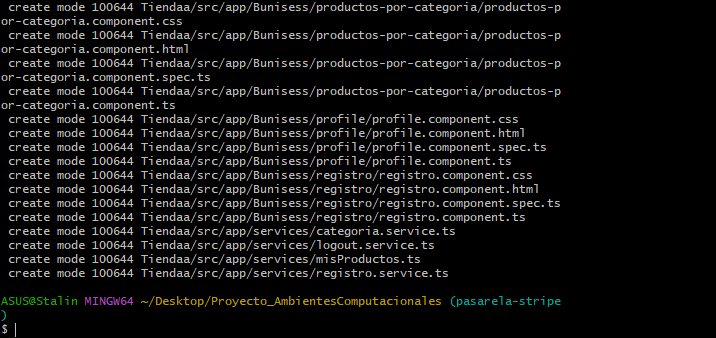 create mode 100644 Tiendaa/src/app/Bunisess/productos-por-categoria/productos-p
or-categoria.component.css
create mode 100644 Tiendaa/src/app/Bunisess/productos-por-categoria/productos-p
or-categoria.component.html
create mode 100644 Tiendaa/src/app/Bunisess/productos-por-categoria/productos-p
or-categoria.component.spec.ts
create mode 100644 Tiendaa/src/app/Bunisess/productos-por-categoria/productos-p
or-categoria.component.ts
create mode 100644 Tiendaa/src/app/Bunisess/profile/profile.component.css
create mode 100644 Tiendaa/src/app/Bunisess/profile/profile.component.html
create mode 100644 Tiendaa/src/app/Bunisess/profile/profile.component.spec.ts
create mode 100644 Tiendaa/src/app/Bunisess/profile/profile.component.ts
create mode 100644 Tiendaa/src/app/Bunisess/registro/registro.component.css
create mode 100644 Tiendaa/src/app/Bunisess/registro/registro.component.html
create mode 100644 Tiendaa/src/app/Bunisess/registro/registro.component.spec.ts
create mode 100644 Tiendaa/src/app/Bunisess/registro/registro.component.ts
create mode 100644 Tiendaa/src/app/services/categoria.service.ts
create mode 100644 Tiendaa/src/app/services/logout.service.ts
create mode 100644 Tiendaa/src/app/services/misProductos.ts
create mode 100644 Tiendaa/src/app/services/registro.service.ts
ASUS@Stalin MINGW64 ~/Desktop/Proyecto_AmbientesComputacionales (pasarela-stripe
)
$